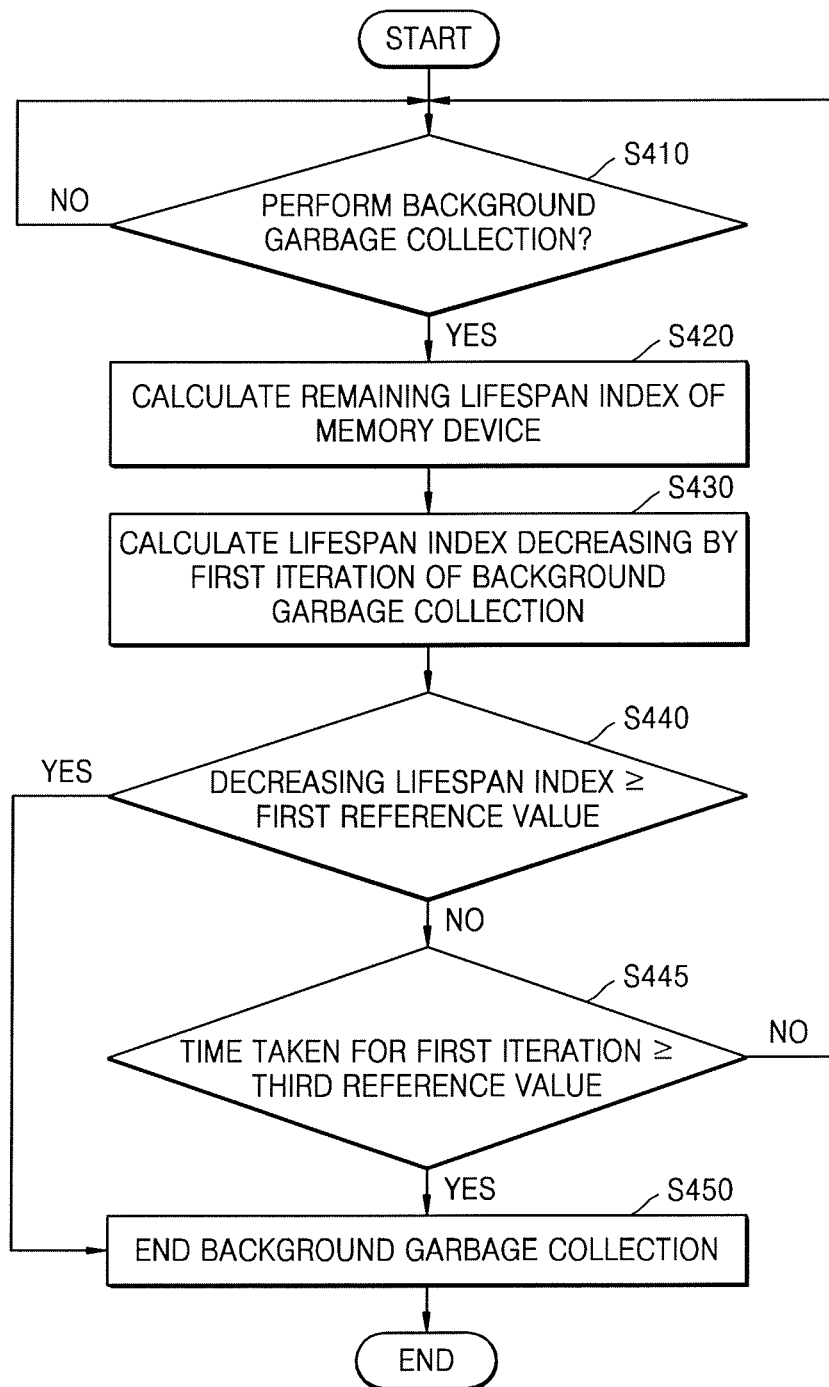 START
S410
NO
PERFORM BACKGROUND
GARBAGE COLLECTION?
YES
S420
CALCULATE REMAINING LIFESPAN INDEX OF
MEMORY DEVICE
S430
CALCULATE LIFESPAN INDEX DECREASING BY
FIRST ITERATION OF BACKGROUND
GARBAGE COLLECTION
S440
YES
DECREASING LIFESPAN INDEX ≥
FIRST REFERENCE VALUE
NO
S445
NO
TIME TAKEN FOR FIRST ITERATION ≥
THIRD REFERENCE VALUE
YES
S450
END BACKGROUND GARBAGE COLLECTION
END